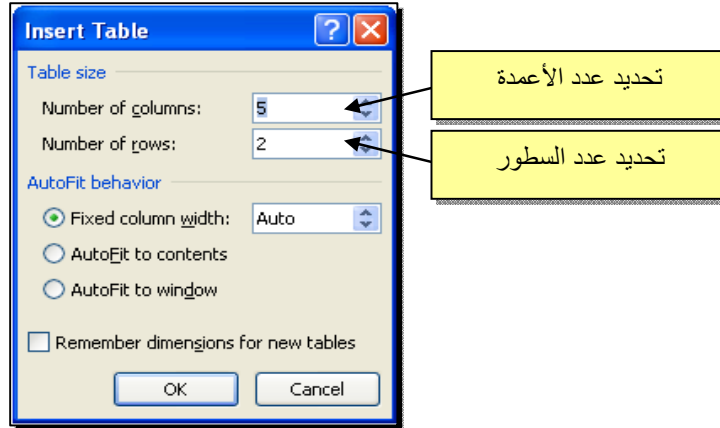 Insert Table
Table size
Number of columns: 5
تحديد عدد الأعمدة
Number of rows: 2
تحديد عدد السطور
AutoFit behavior
Fixed column width: Auto
AutoFit to contents
AutoFit to window
Remember dimensions for new tables
OK Cancel